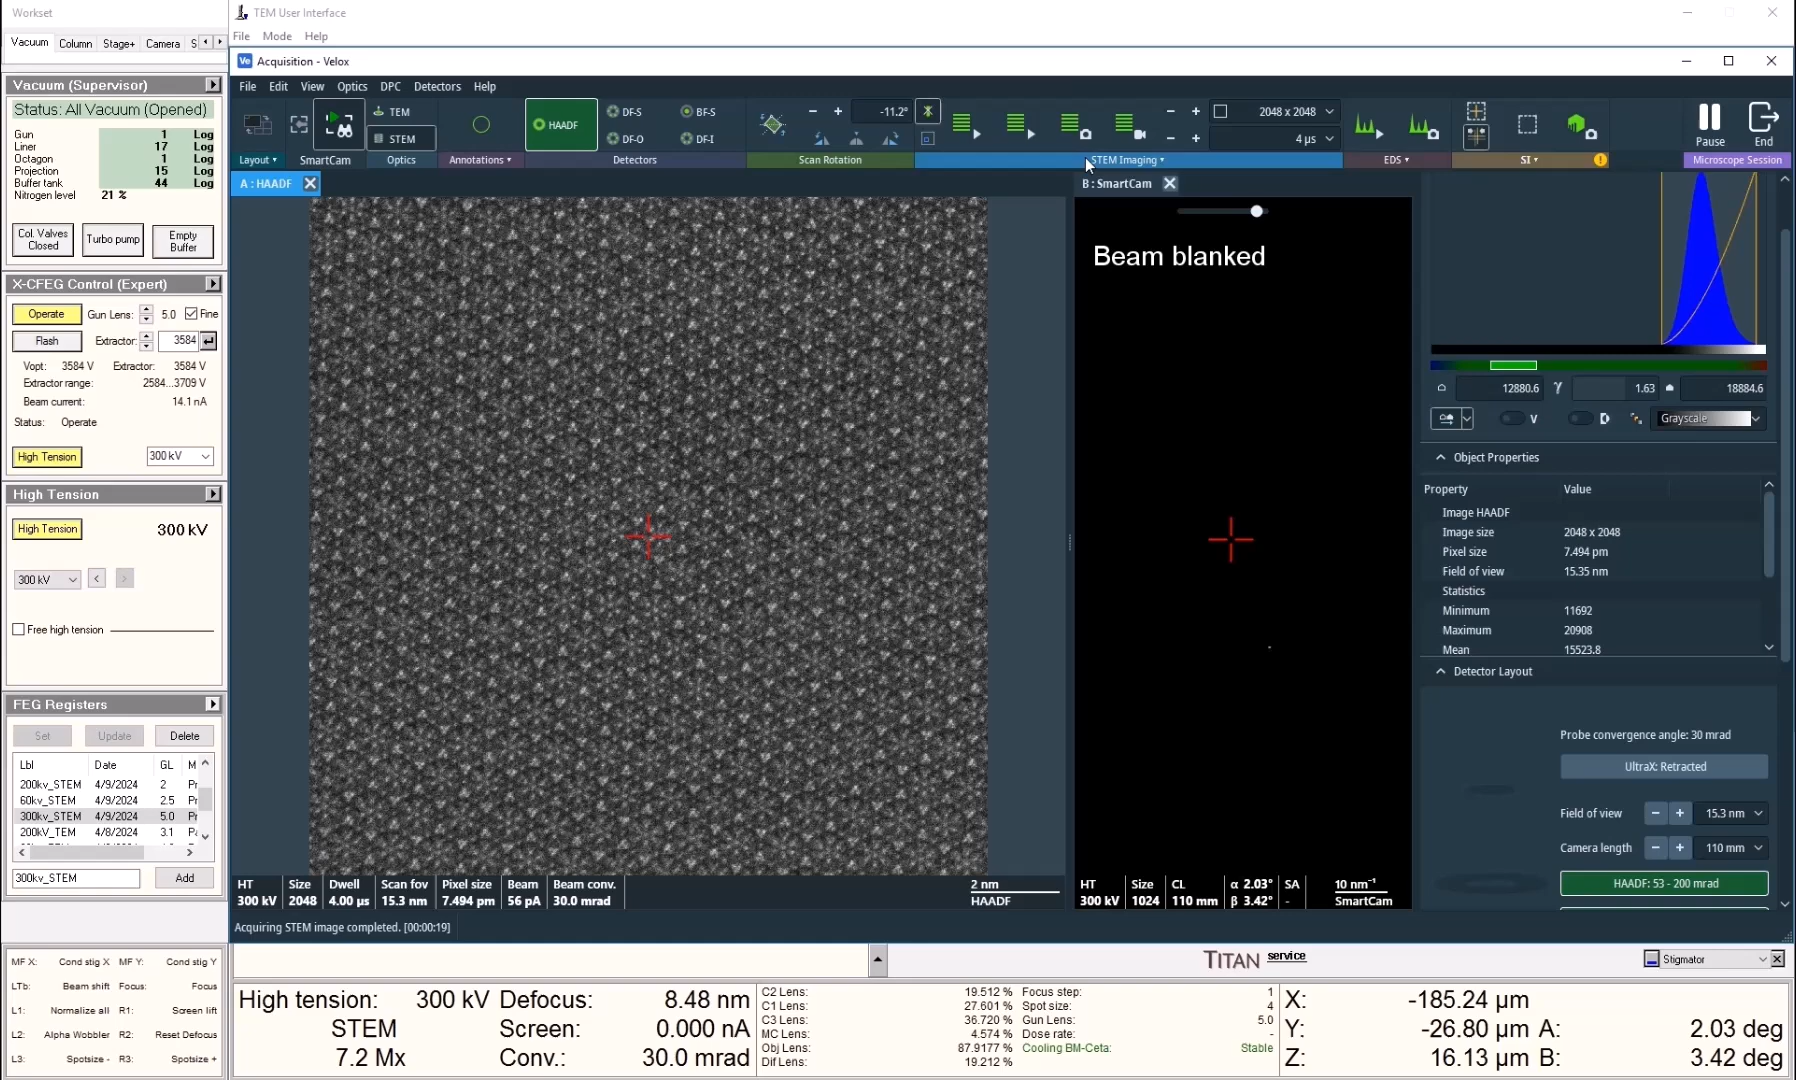 Workset
TEM User Interface
File Mode Help
Vacuum Column Stage+ Camera S
Acquisition - Velox
File Edit View Optics DPC Detectors Help
Vacuum (Supervisor)
Status: All Vacuum (Opened)
Gun 1 Log
Liner 17 Log
Octagon 1 Log
Projection 15 Log
Buffer tank 44 Log
Nitrogen level 21 %
Col. Valves Closed
Turbo pump
Empty Buffer
X-CFEG Control (Expert)
Operate Gun Lens: 5.0 Fine
Flash Extractor: 3584
Vopt: 3584 V Extractor: 3584 V
Extractor range: 2584...3709 V
Beam current: 14.1 nA
Status: Operate
High Tension 300 kV
High Tension
High Tension 300 kV
300 kV < >
Free high tension
FEG Registers
Set Update Delete
Lbl Date GL M
200kv_STEM 4/9/2024 2 Pr
60kv_STEM 4/9/2024 2.5 Pr
300kv_STEM 4/9/2024 5.0 Pr
200kV_TEM 4/8/2024 3.1 Pa
300kv_STEM Add
MF X: Cond stig X MF Y: Cond stig Y
LTb: Beam shift Focus: Focus
L1: Normalize all R1: Screen lift
L2: Alpha Wobbler R2: Reset Defocus
L3: Spotsize - R3: Spotsize +
TEM
STEM
HAADF
DF-S BF-S
DF-O DF-I
-11.2°
2048 x 2048
4 µs
Pause End
Layout SmartCam Optics Annotations Detectors Scan Rotation STEM Imaging EDS SI Microscope Session
A : HAADF
B : SmartCam
Beam blanked
HT Size Dwell Scan fov Pixel size Beam Beam conv. 2 nm
300 kV 2048 4.00 µs 15.3 nm 7.494 pm 56 pA 30.0 mrad HAADF
HT Size CL α 2.03° SA 10 nm⁻¹
300 kV 1024 110 mm β 3.42° - SmartCam
Acquiring STEM image completed. [00:00:19]
12880.6 γ 1.63 18884.6
V D Grayscale
Object Properties
Property Value
Image HAADF
Image size 2048 x 2048
Pixel size 7.494 pm
Field of view 15.35 nm
Statistics
Minimum 11692
Maximum 20908
Mean 15523.8
Detector Layout
Probe convergence angle: 30 mrad
UltraX: Retracted
Field of view 15.3 nm
Camera length 110 mm
HAADF: 53 - 200 mrad
TITAN service
Stigmator
High tension: 300 kV Defocus: 8.48 nm
STEM Screen: 0.000 nA
7.2 Mx Conv.: 30.0 mrad
C2 Lens: 19.512 % Focus step: 1
C1 Lens: 27.601 % Spot size: 4
C3 Lens: 36.720 % Gun Lens: 5.0
MC Lens: 4.574 % Dose rate: -
Obj Lens: 87.9177 % Cooling BM-Ceta: Stable
Dif Lens: 19.212 %
X: -185.24 µm
Y: -26.80 µm A: 2.03 deg
Z: 16.13 µm B: 3.42 deg